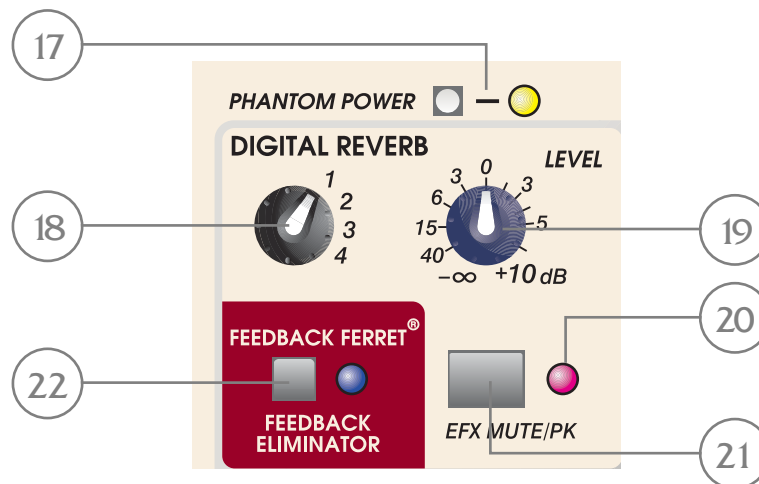 17
PHANTOM POWER
DIGITAL REVERB
LEVEL
1
2
3
4
0
3 3
6
15 5
40
-∞ +10 dB
18
19
FEEDBACK FERRET®
20
22
FEEDBACK
ELIMINATOR
EFX MUTE/PK
21